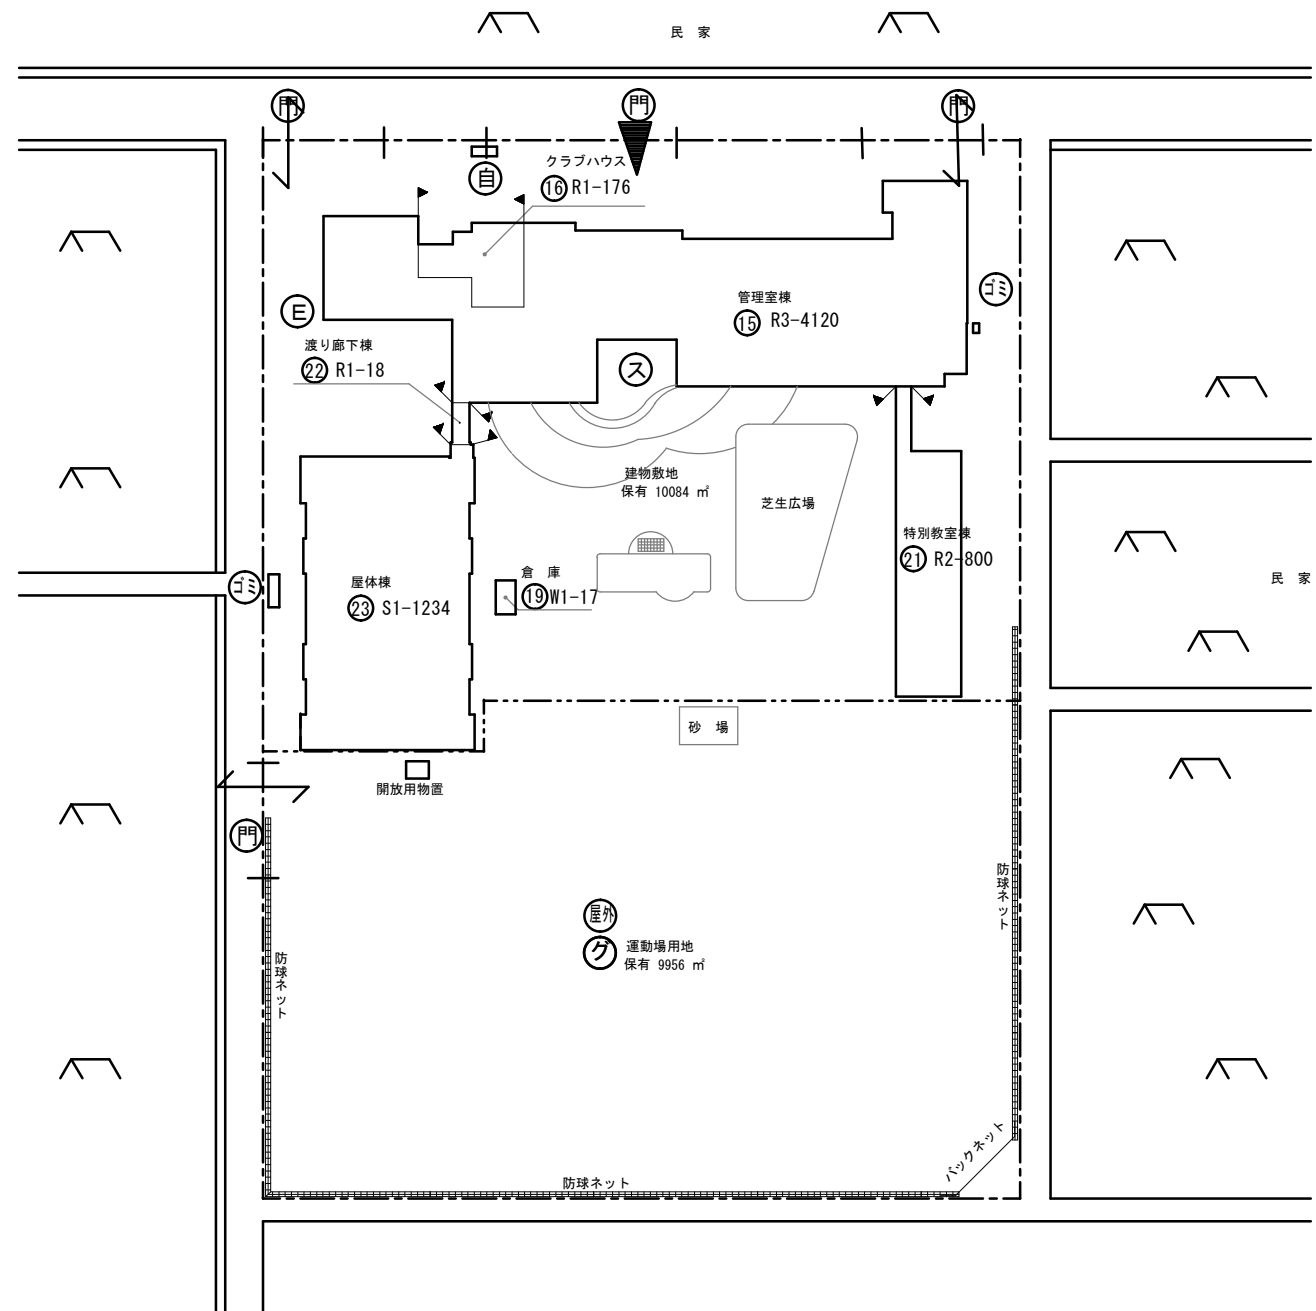 民 家
門
門
門
自
クラブハウス
16 R1-176
管理室棟
15 R3-4120
ゴミ
E
渡り廊下棟
22 R1-18
ス
建物敷地
保有 10084 ㎡
芝生広場
特別教室棟
21 R2-800
民 家
ゴミ
屋体棟
23 S1-1234
倉 庫
19 W1-17
砂 場
開放用物置
門
防球ネット
屋外
グ
運動場用地
保有 9956 ㎡
防球ネット
バックネット
防球ネット